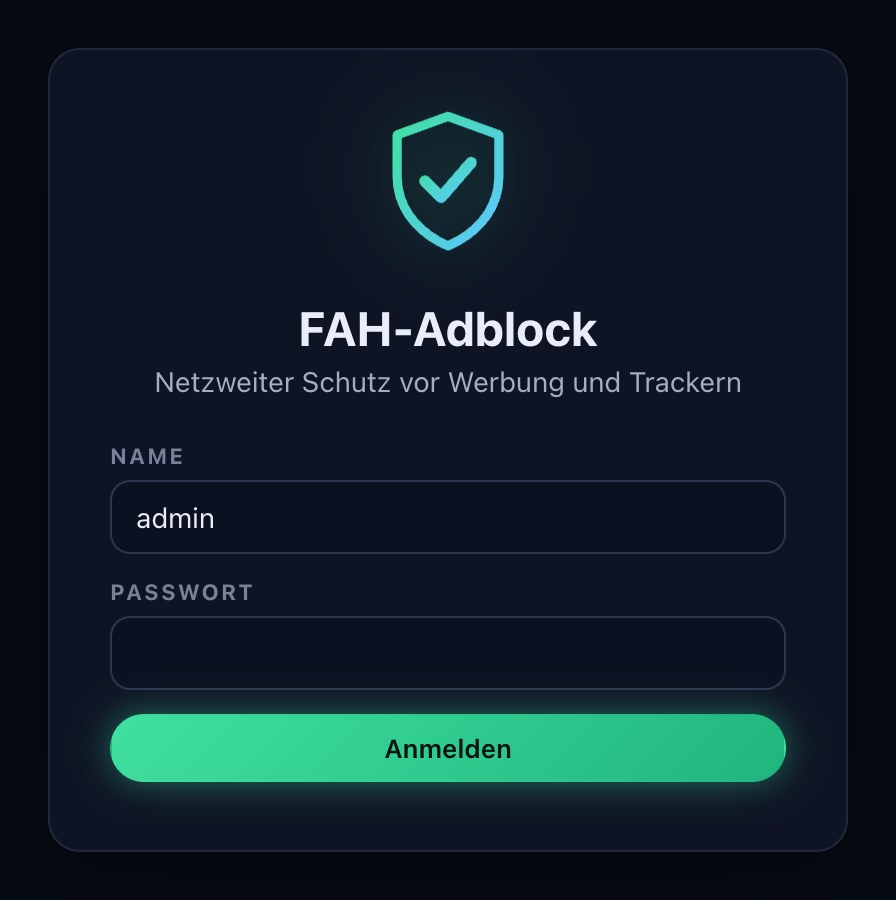 FAH-Adblock
Netzweiter Schutz vor Werbung und Trackern
NAME
admin
PASSWORT
Anmelden